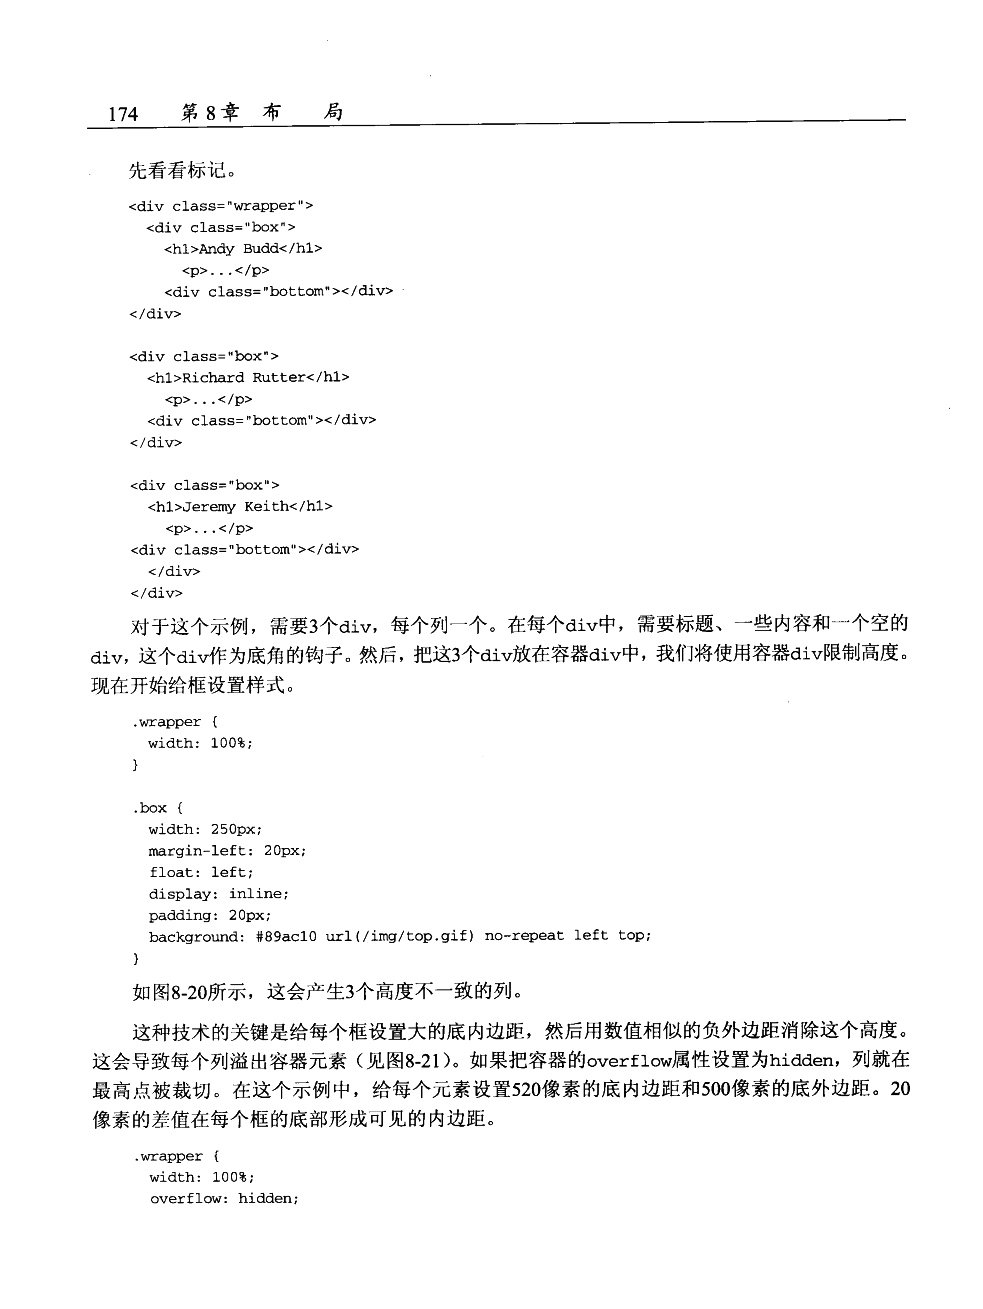 174 第8章 布 局
先看看标记。
<div class="wrapper">
<div class="box">
<h1>Andy Budd</h1>
<p>...</p>
<div class="bottom"></div>
</div>
<div class="box">
<h1>Richard Rutter</h1>
<p>...</p>
<div class="bottom"></div>
</div>
<div class="box">
<h1>Jeremy Keith</h1>
<p>...</p>
<div class="bottom"></div>
</div>
</div>
对于这个示例，需要3个div，每个列一个。在每个div中，需要标题、一些内容和一个空的
div，这个div作为底角的钩子。然后，把这3个div放在容器div中，我们将使用容器div限制高度。
现在开始给框设置样式。
.wrapper {
width: 100%;
}
.box {
width: 250px;
margin-left: 20px;
float: left;
display: inline;
padding: 20px;
background: #89ac10 url(/img/top.gif) no-repeat left top;
}
如图8-20所示，这会产生3个高度不一致的列。
这种技术的关键是给每个框设置大的底内边距，然后用数值相似的负外边距消除这个高度。
这会导致每个列溢出容器元素（见图8-21）。如果把容器的overflow属性设置为hidden，列就在
最高点被裁切。在这个示例中，给每个元素设置520像素的底内边距和500像素的底外边距。20
像素的差值在每个框的底部形成可见的内边距。
.wrapper {
width: 100%;
overflow: hidden;